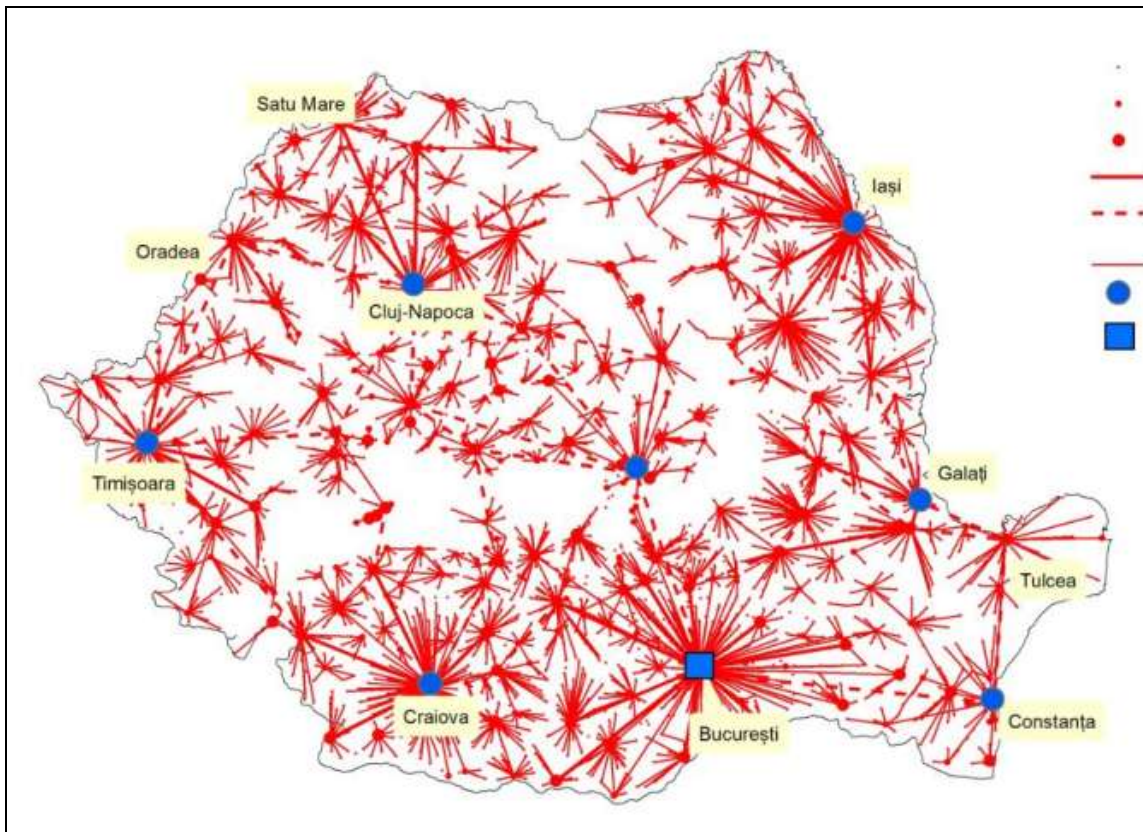 Satu Mare
Iași
Oradea
Cluj-Napoca
Timișoara
Galați
Tulcea
Craiova
București
Constanța